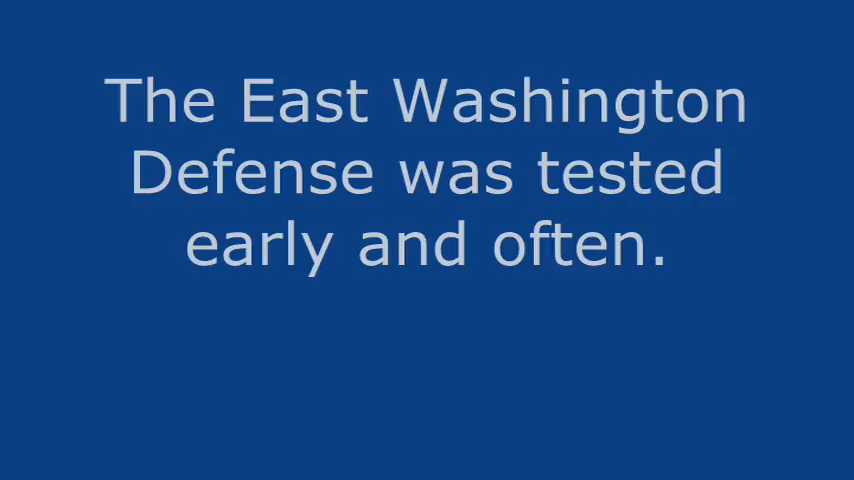 The East Washington
Defense was tested
early and often.